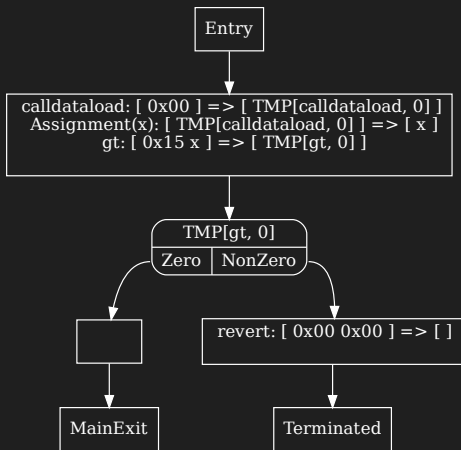 Entry
calldataload: [ 0x00 ] => [ TMP[calldataload, 0] ]
Assignment(x): [ TMP[calldataload, 0] ] => [ x ]
gt: [ 0x15 x ] => [ TMP[gt, 0] ]
TMP[gt, 0]
Zero NonZero
revert: [ 0x00 0x00 ] => [ ]
MainExit Terminated